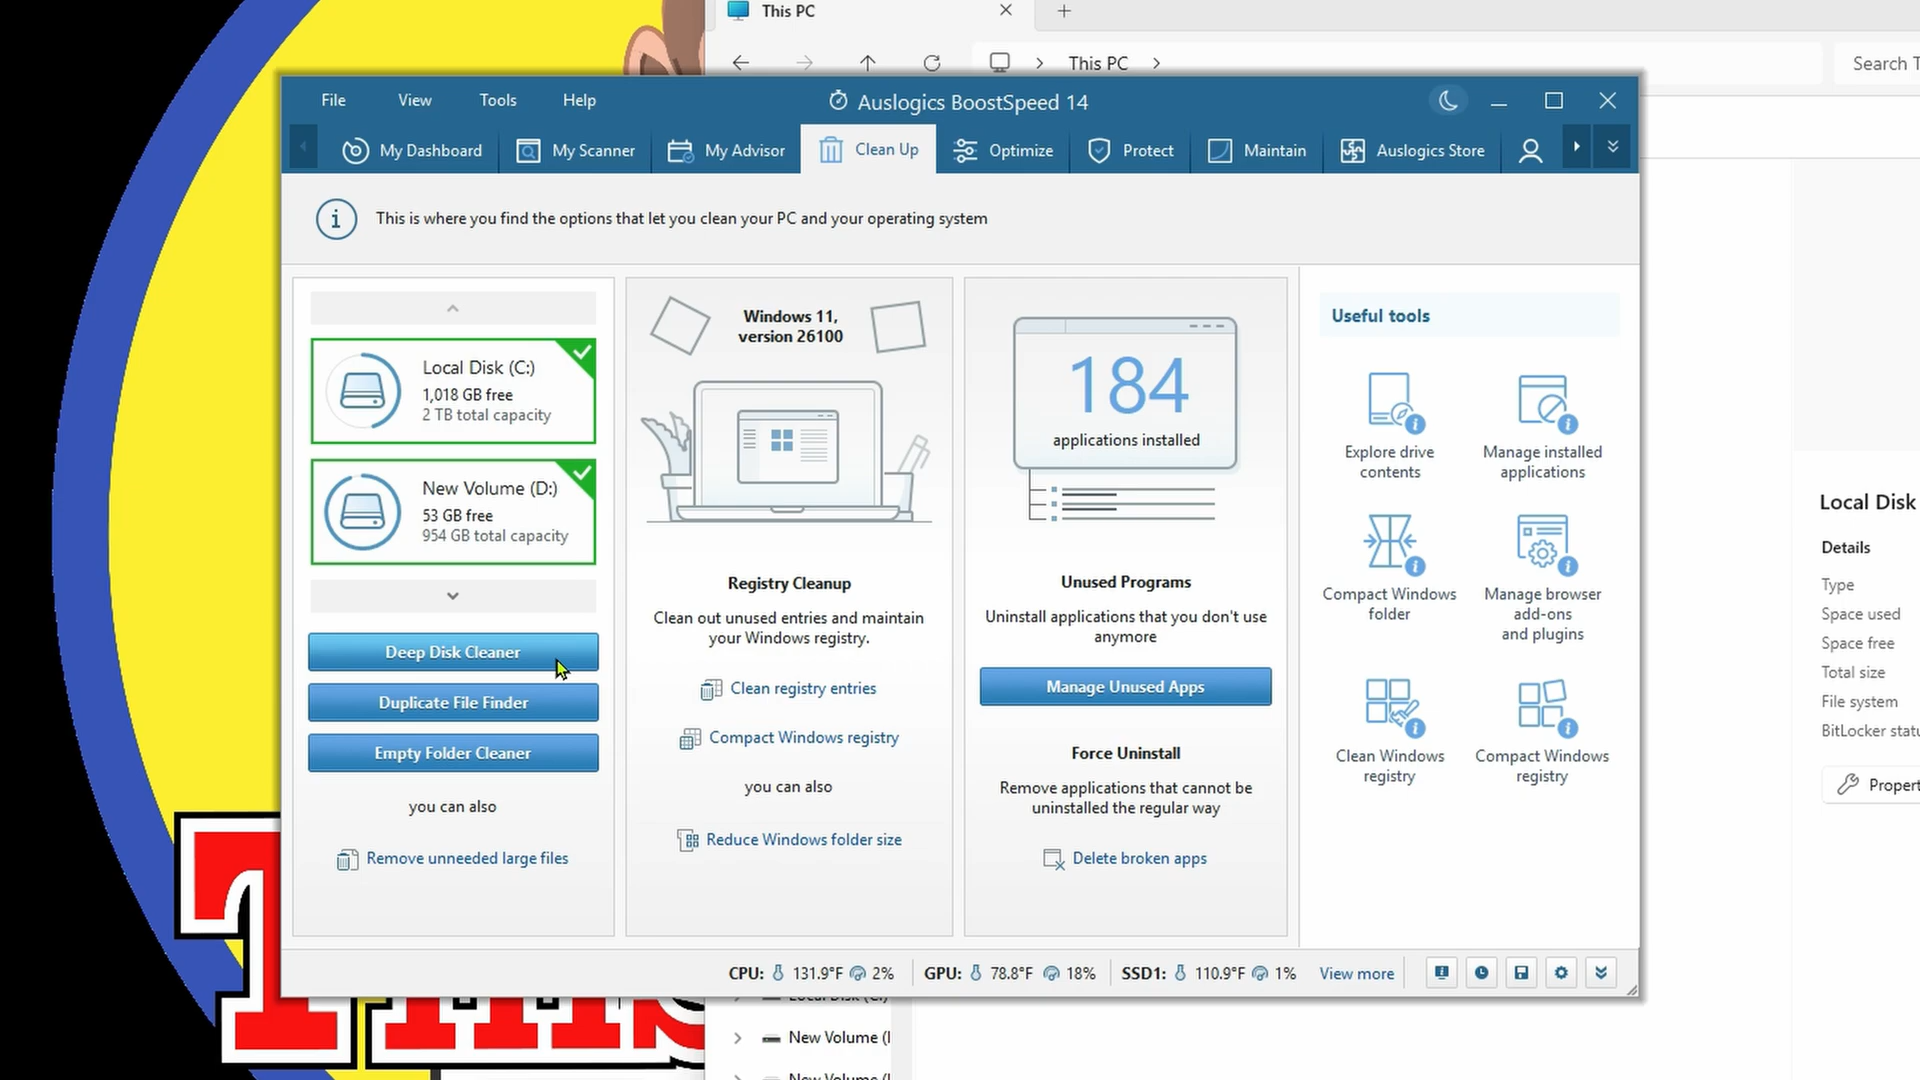 This PC
This PC
Search T
File
View
Tools
Help
Auslogics BoostSpeed 14
My Dashboard
My Scanner
My Advisor
Clean Up
Optimize
Protect
Maintain
Auslogics Store
This is where you find the options that let you clean your PC and your operating system
Local Disk (C:)
1,018 GB free
2 TB total capacity
New Volume (D:)
53 GB free
954 GB total capacity
Deep Disk Cleaner
Duplicate File Finder
Empty Folder Cleaner
you can also
Remove unneeded large files
Windows 11,
version 26100
Registry Cleanup
Clean out unused entries and maintain
your Windows registry.
Clean registry entries
Compact Windows registry
you can also
Reduce Windows folder size
184
applications installed
Unused Programs
Uninstall applications that you don't use
anymore
Manage Unused Apps
Force Uninstall
Remove applications that cannot be
uninstalled the regular way
Delete broken apps
Useful tools
Explore drive
contents
Manage installed
applications
Compact Windows
folder
Manage browser
add-ons
and plugins
Clean Windows
registry
Compact Windows
registry
CPU: 131.9°F 2%
GPU: 78.8°F 18%
SSD1: 110.9°F 1%
View more
Local Disk
Details
Type
Space used
Space free
Total size
File system
BitLocker statu
Propert
Local Disk (C:)
New Volume (
New Volume (